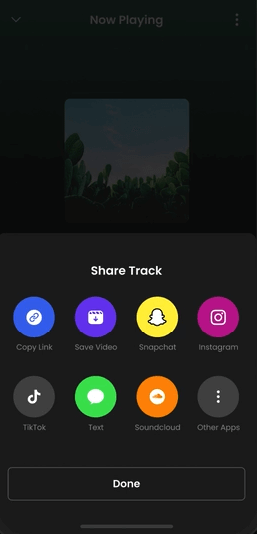 Now Playing
Share Track
Copy Link
Save Video
Snapchat
Instagram
TikTok
Text
Soundcloud
Other Apps
Done